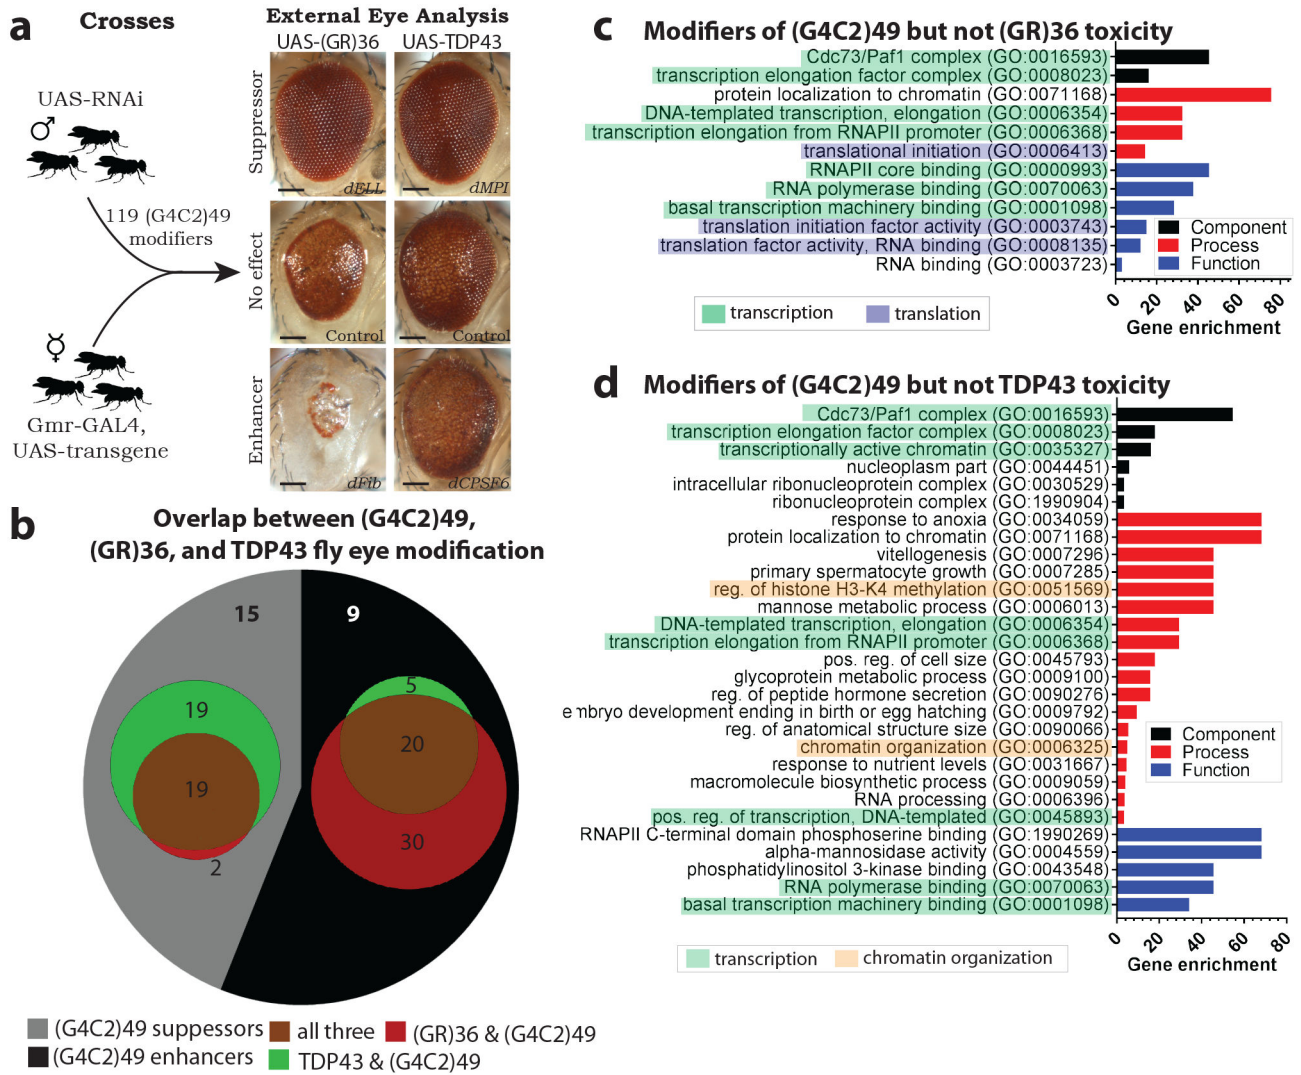 a
Crosses
UAS-RNAi
119 (G4C2)49
modifiers
Gmr-GAL4,
UAS-transgene
External Eye Analysis
UAS-(GR)36
UAS-TDP43
Suppressor
dELL
dMPI
No effect
Control
Control
Enhancer
dFib
dCPSF6
b
Overlap between (G4C2)49,
(GR)36, and TDP43 fly eye modification
15
9
19
19
2
5
20
30
(G4C2)49 suppessors
all three
(GR)36 & (G4C2)49
(G4C2)49 enhancers
TDP43 & (G4C2)49
c
Modifiers of (G4C2)49 but not (GR)36 toxicity
Cdc73/Paf1 complex (GO:0016593)
transcription elongation factor complex (GO:0008023)
protein localization to chromatin (GO:0071168)
DNA-templated transcription, elongation (GO:0006354)
transcription elongation from RNAPII promoter (GO:0006368)
translational initiation (GO:0006413)
RNAPII core binding (GO:0000993)
RNA polymerase binding (GO:0070063)
basal transcription machinery binding (GO:0001098)
translation initiation factor activity (GO:0003743)
translation factor activity, RNA binding (GO:0008135)
RNA binding (GO:0003723)
Component
Process
Function
0 20 40 60 80
Gene enrichment
transcription
translation
d
Modifiers of (G4C2)49 but not TDP43 toxicity
Cdc73/Paf1 complex (GO:0016593)
transcription elongation factor complex (GO:0008023)
transcriptionally active chromatin (GO:0035327)
nucleoplasm part (GO:0044451)
intracellular ribonucleoprotein complex (GO:0030529)
ribonucleoprotein complex (GO:1990904)
response to anoxia (GO:0034059)
protein localization to chromatin (GO:0071168)
vitellogenesis (GO:0007296)
primary spermatocyte growth (GO:0007285)
reg. of histone H3-K4 methylation (GO:0051569)
mannose metabolic process (GO:0006013)
DNA-templated transcription, elongation (GO:0006354)
transcription elongation from RNAPII promoter (GO:0006368)
pos. reg. of cell size (GO:0045793)
glycoprotein metabolic process (GO:0009100)
reg. of peptide hormone secretion (GO:0090276)
embryo development ending in birth or egg hatching (GO:0009792)
reg. of anatomical structure size (GO:0090066)
chromatin organization (GO:0006325)
response to nutrient levels (GO:0031667)
macromolecule biosynthetic process (GO:0009059)
RNA processing (GO:0006396)
pos. reg. of transcription, DNA-templated (GO:0045893)
RNAPII C-terminal domain phosphoserine binding (GO:1990269)
alpha-mannosidase activity (GO:0004559)
phosphatidylinositol 3-kinase binding (GO:0043548)
RNA polymerase binding (GO:0070063)
basal transcription machinery binding (GO:0001098)
Component
Process
Function
0 20 40 60 80
Gene enrichment
transcription
chromatin organization